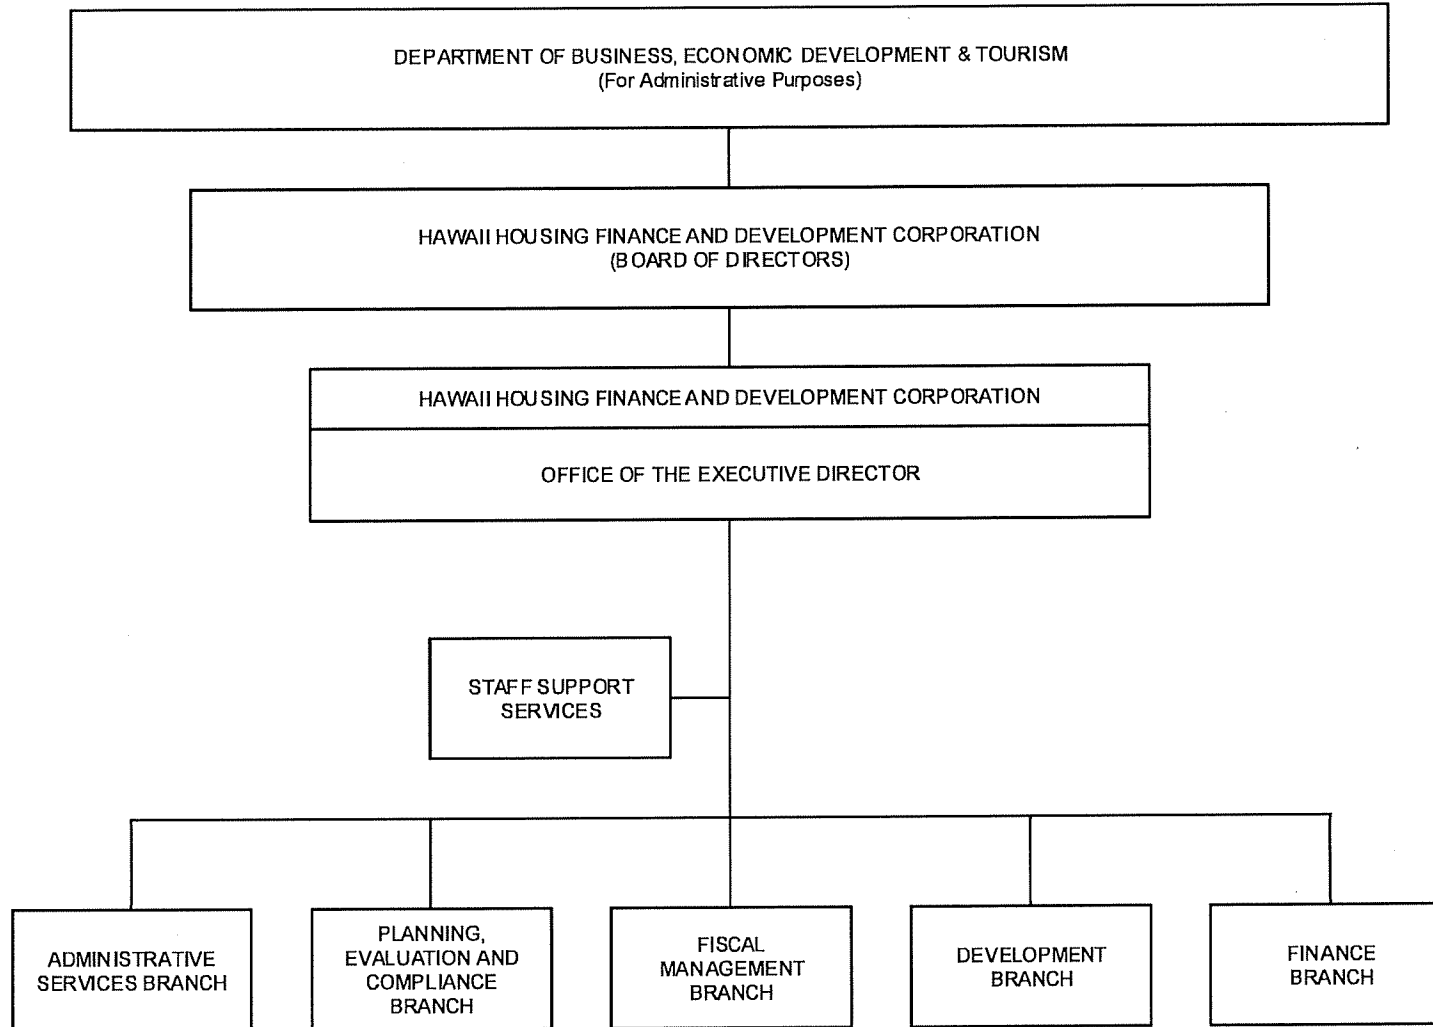 DEPARTMENT OF BUSINESS, ECONOMIC DEVELOPMENT & TOURISM
(For Administrative Purposes)
HAWAII HOUSING FINANCE AND DEVELOPMENT CORPORATION
(BOARD OF DIRECTORS)
HAWAII HOUSING FINANCE AND DEVELOPMENT CORPORATION
OFFICE OF THE EXECUTIVE DIRECTOR
STAFF SUPPORT
SERVICES
ADMINISTRATIVE
SERVICES BRANCH
PLANNING,
EVALUATION AND
COMPLIANCE
BRANCH
FISCAL
MANAGEMENT
BRANCH
DEVELOPMENT
BRANCH
FINANCE
BRANCH